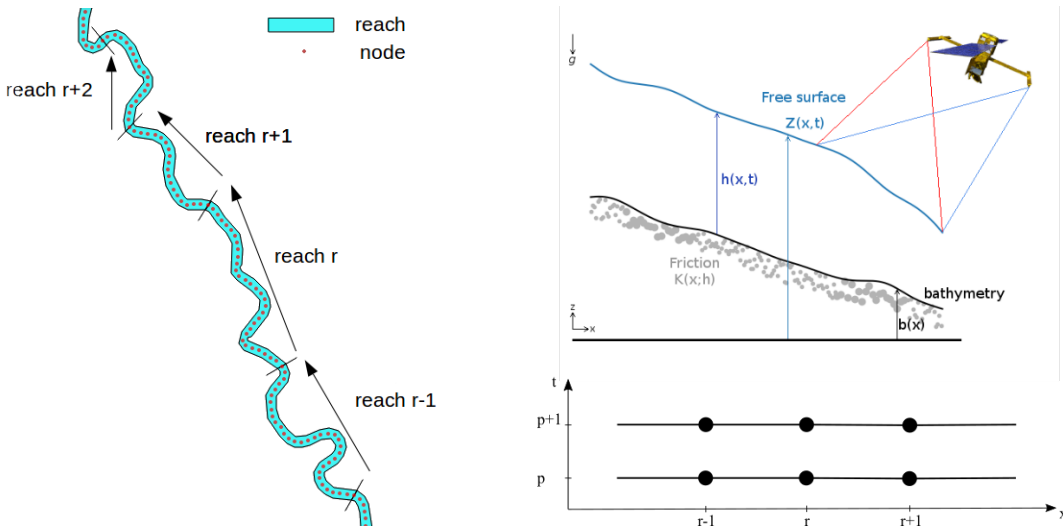 reach
node
reach r+2
reach r+1
reach r
reach r-1
g
Free surface
Z(x,t)
h(x,t)
Friction
K(x;h)
bathymetry
b(x)
z
x
t
p+1
p
r-1
r
r+1
x